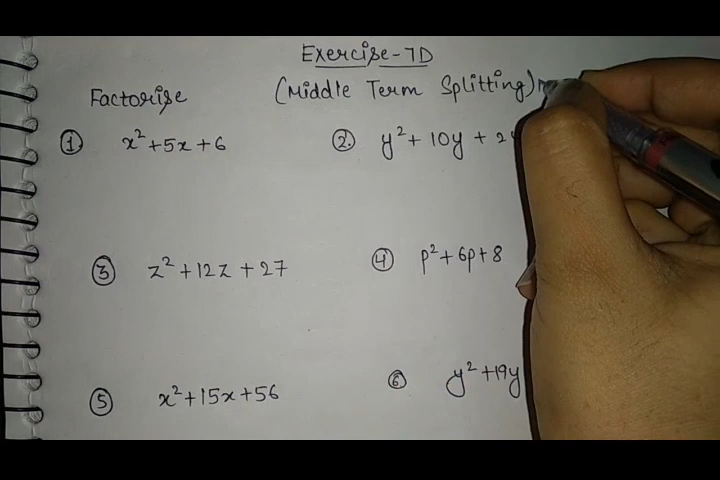 Exercise-7D
Factorise (Middle Term Splitting)
① x²+5x+6 ②. y²+ 10y + 2
③ z²+12z +27 ④ p²+6p+8
⑤ x²+15x+56 ⑥ y²+19y